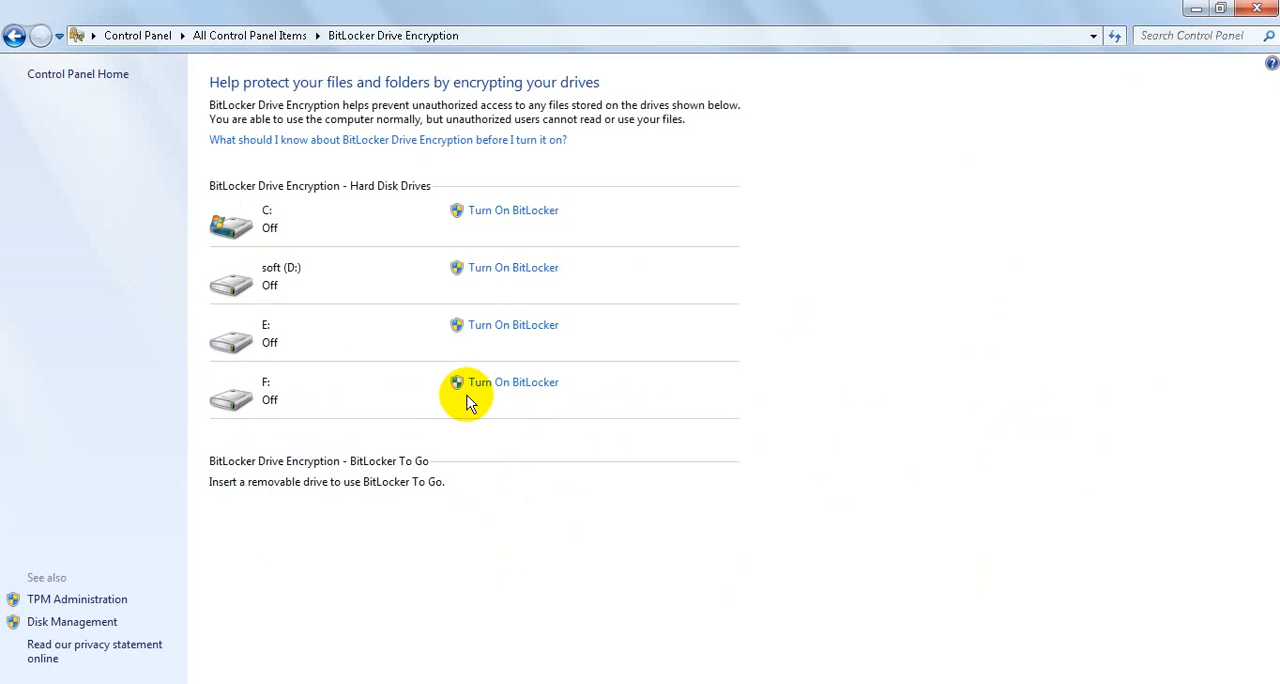 Control Panel
All Control Panel Items
BitLocker Drive Encryption
Search Control Panel
Control Panel Home
Help protect your files and folders by encrypting your drives
BitLocker Drive Encryption helps prevent unauthorized access to any files stored on the drives shown below.
You are able to use the computer normally, but unauthorized users cannot read or use your files.
What should I know about BitLocker Drive Encryption before I turn it on?
BitLocker Drive Encryption - Hard Disk Drives
C:
Off
Turn On BitLocker
soft (D:)
Off
Turn On BitLocker
E:
Off
Turn On BitLocker
F:
Off
Turn On BitLocker
BitLocker Drive Encryption - BitLocker To Go
Insert a removable drive to use BitLocker To Go.
See also
TPM Administration
Disk Management
Read our privacy statement
online